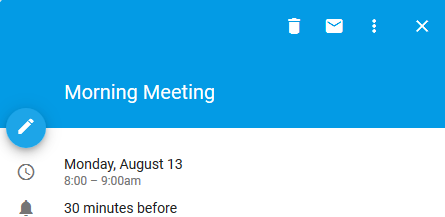 Morning Meeting
Monday, August 13
8:00 – 9:00am
30 minutes before